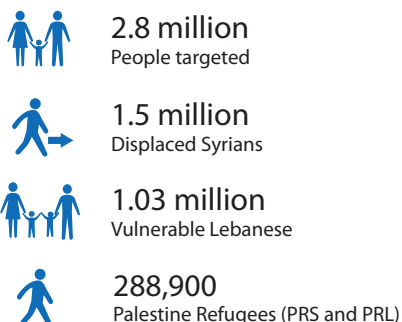 2.8 million
People targeted
1.5 million
Displaced Syrians
1.03 million
Vulnerable Lebanese
288,900
Palestine Refugees (PRS and PRL)